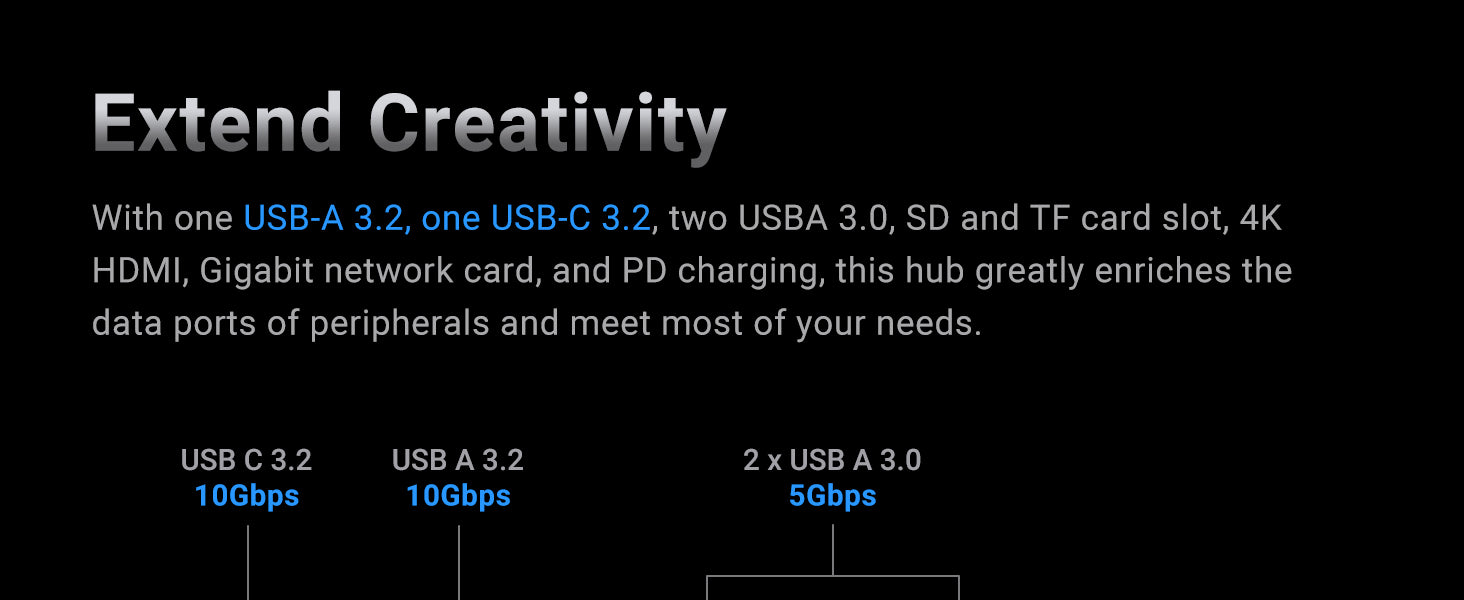 Extend Creativity
With one USB-A 3.2, one USB-C 3.2, two USBA 3.0, SD and TF card slot, 4K
HDMI, Gigabit network card, and PD charging, this hub greatly enriches the
data ports of peripherals and meet most of your needs.
USB C 3.2 USB A 3.2 2 x USB A 3.0
10Gbps 10Gbps 5Gbps